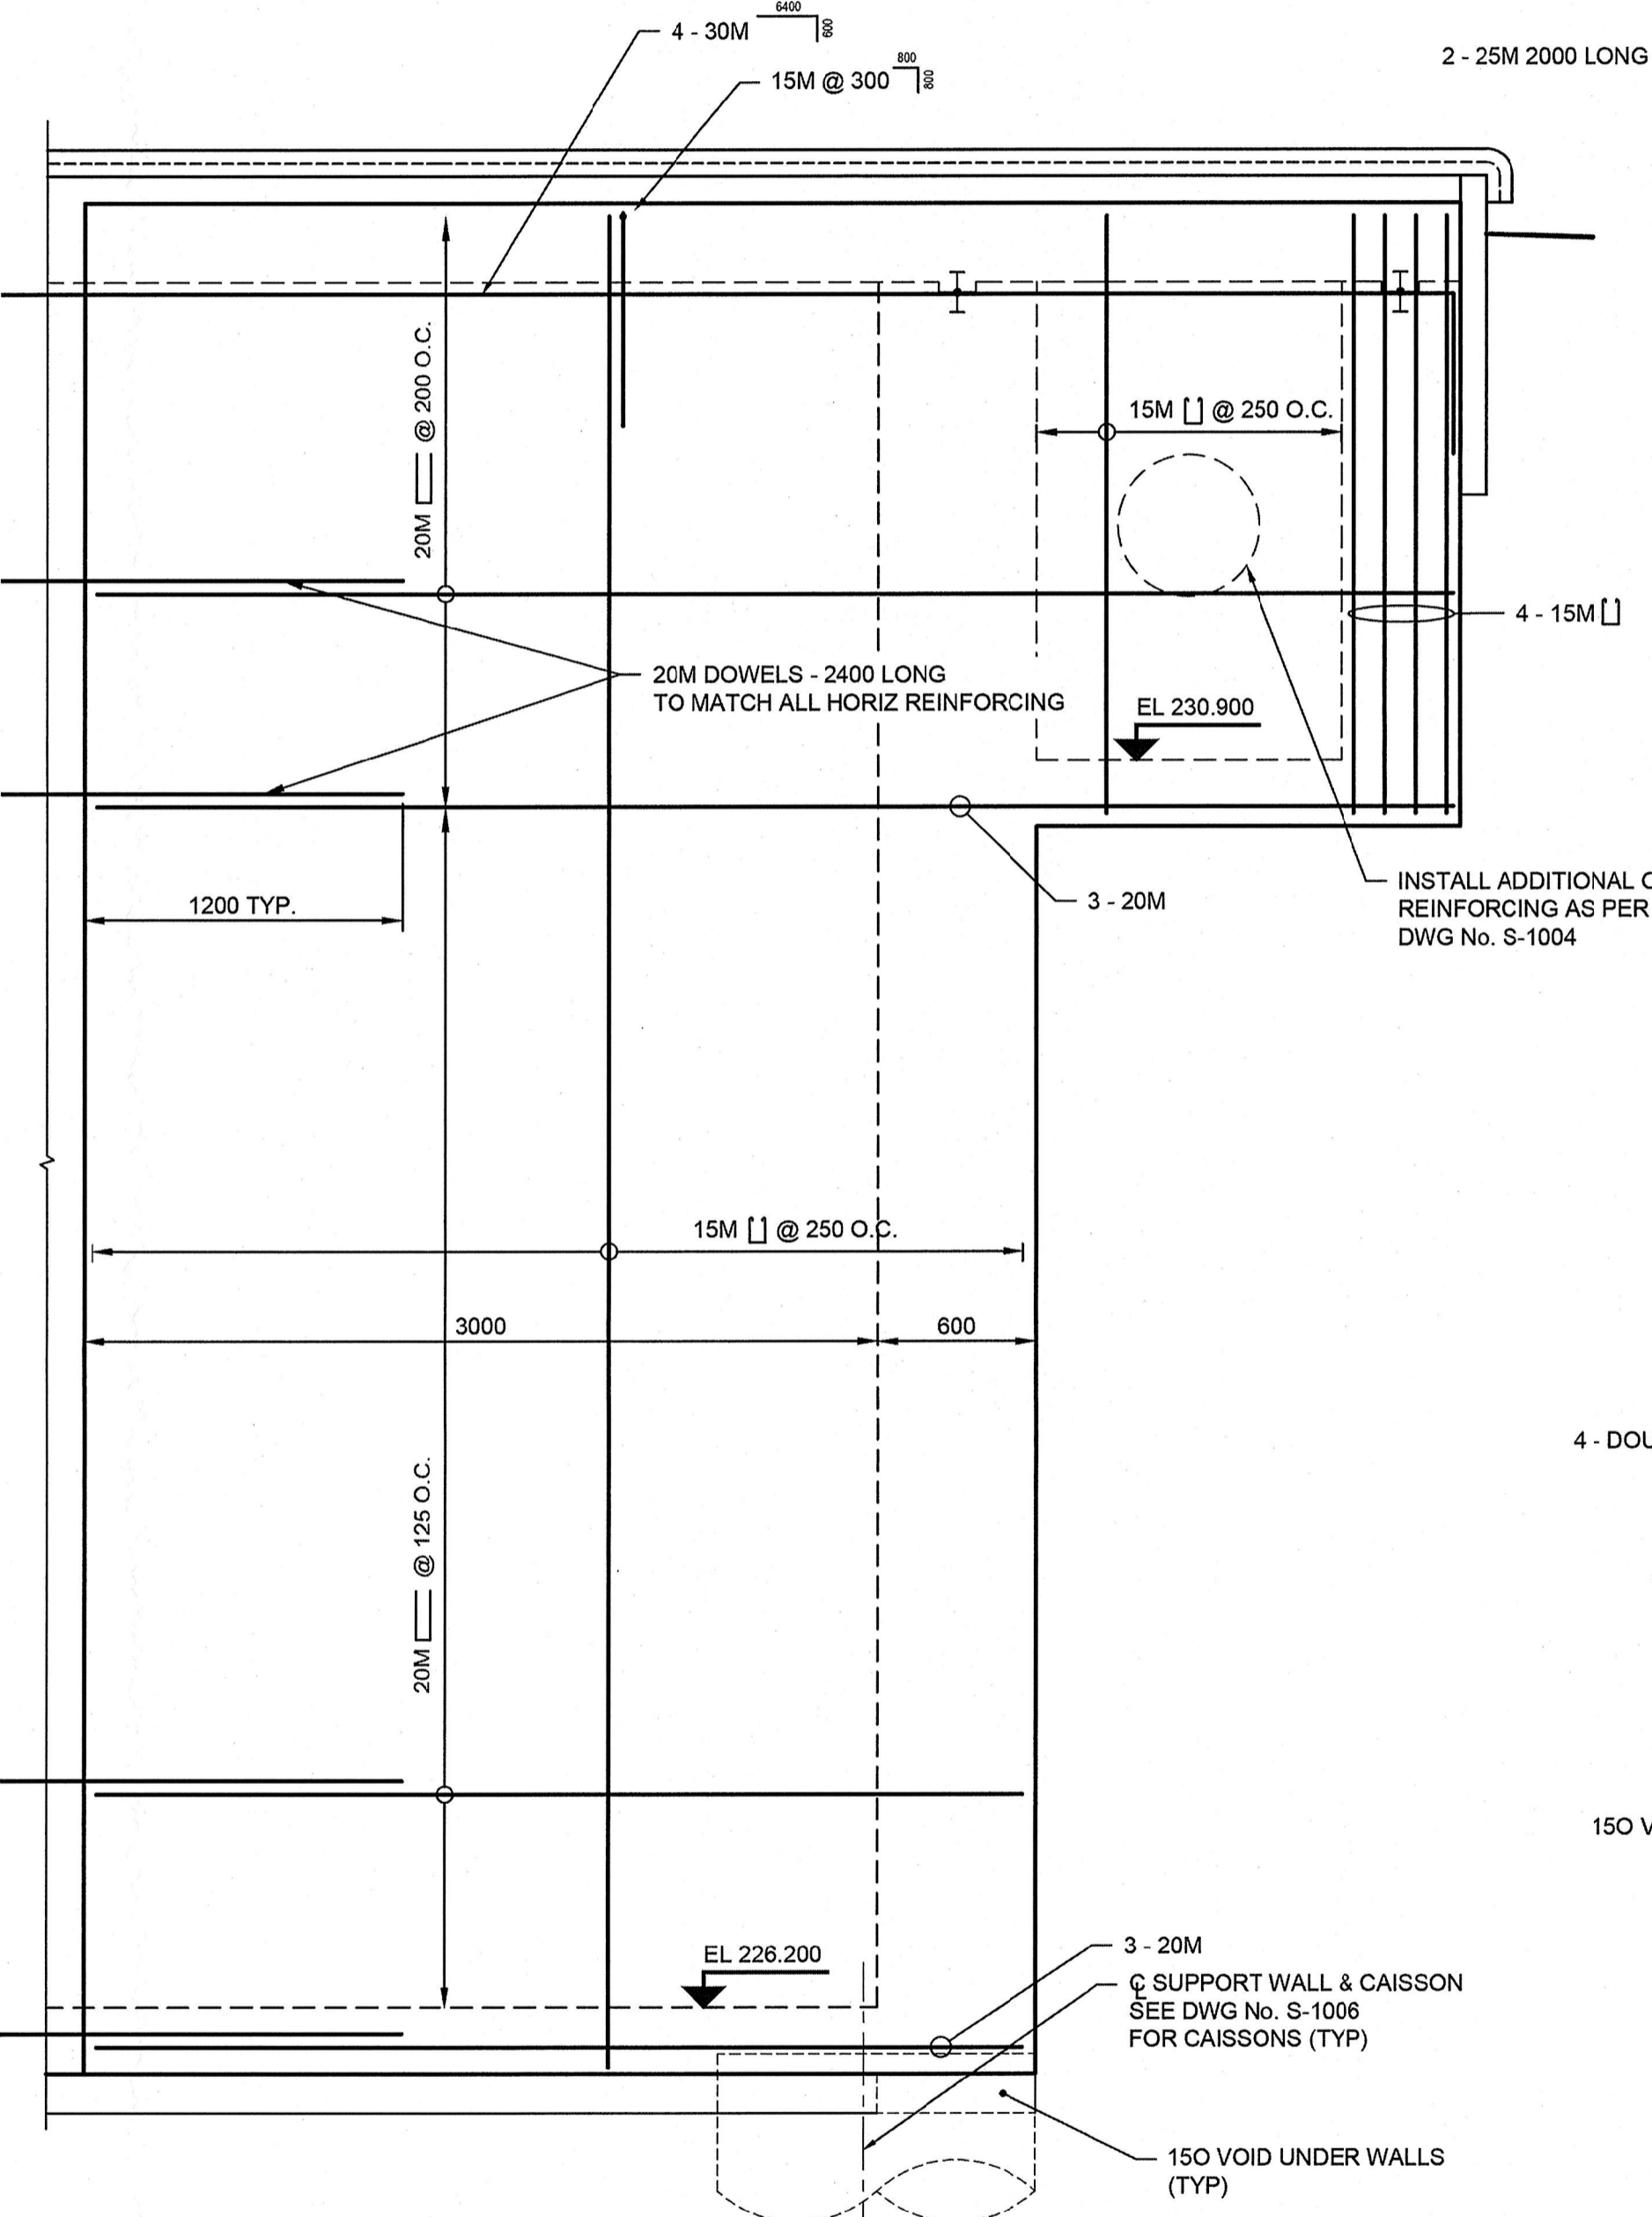 6400
4 - 30M
600
2 - 25M 2000 LONG
800
15M @ 300
800
20M @ 200 O.C.
15M @ 250 O.C.
4 - 15M
20M DOWELS - 2400 LONG
TO MATCH ALL HORIZ REINFORCING
EL 230.900
1200 TYP.
3 - 20M
INSTALL ADDITIONAL
REINFORCING AS PER
DWG No. S-1004
15M @ 250 O.C.
3000
600
20M @ 125 O.C.
4 - DOU
15O V
EL 226.200
3 - 20M
℄ SUPPORT WALL & CAISSON
SEE DWG No. S-1006
FOR CAISSONS (TYP)
15O VOID UNDER WALLS
(TYP)